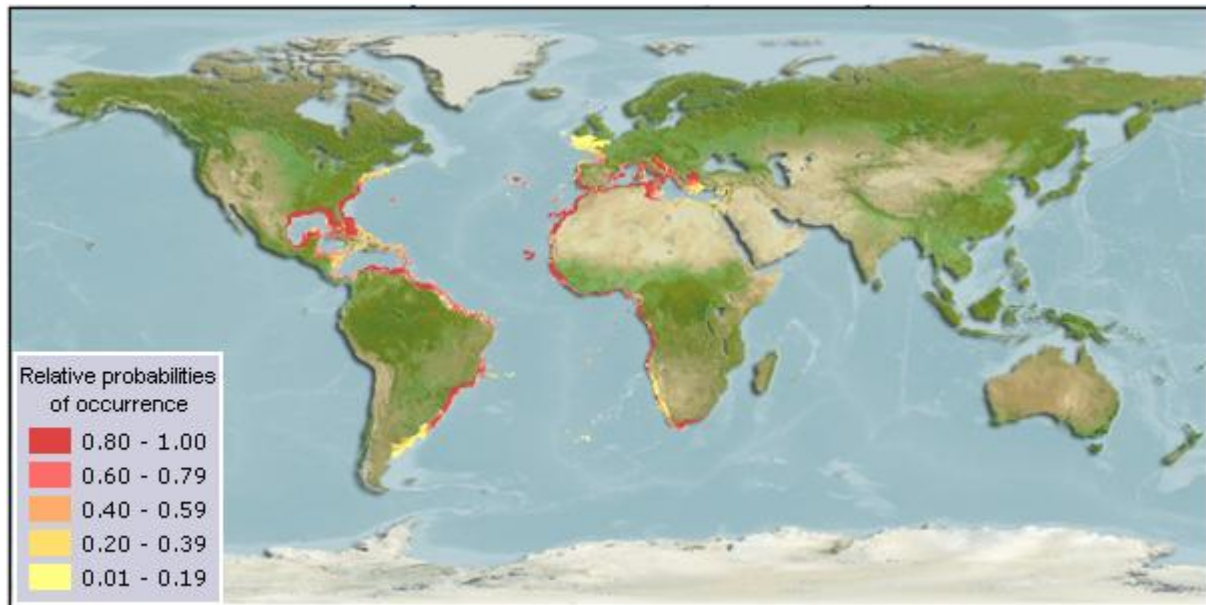 Relative probabilities
of occurrence
0.80 - 1.00
0.60 - 0.79
0.40 - 0.59
0.20 - 0.39
0.01 - 0.19